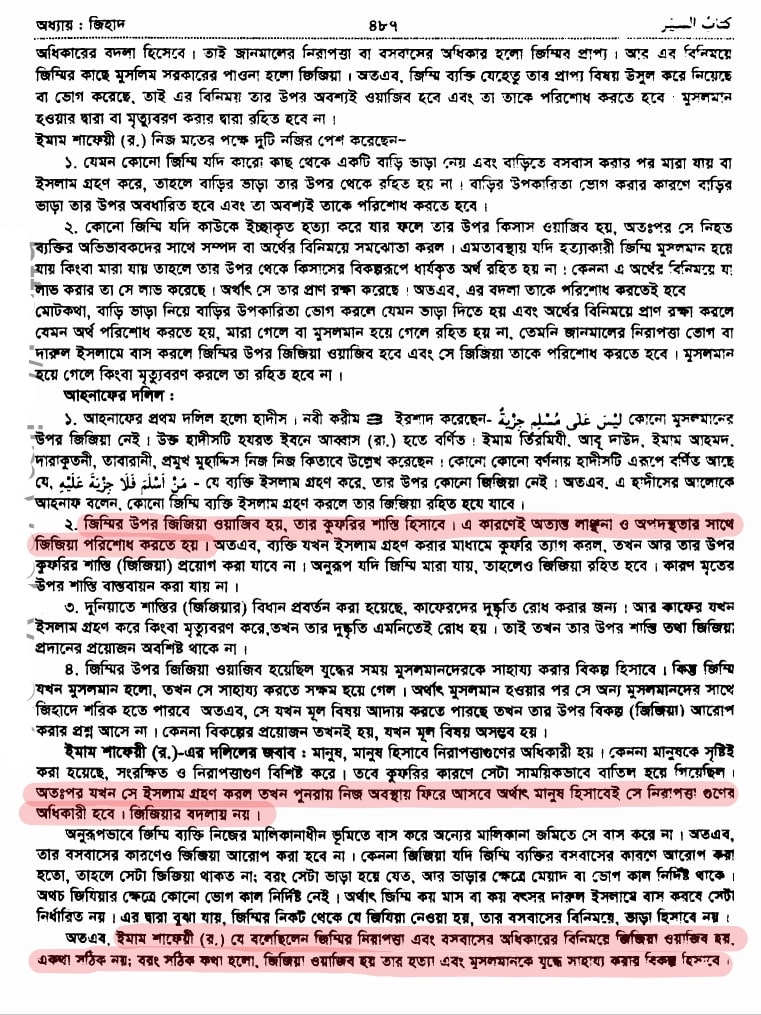 অধ্যায় : জিহাদ ৪৮৭ كتاب السير
অধিকারের বদলা হিসেবে। তাই জানমালের নিরাপত্তা বা বসবাসের অধিকার হলো জিম্মির প্রাপ্য। আর এর বিনিময়ে
জিম্মির কাছে মুসলিম সরকারের পাওনা হলো জিজিয়া। অতএব, জিম্মি ব্যক্তি যেহেতু তার প্রাপ্য বিষয় উসুল করে নিয়েছে
বা ভোগ করেছে, তাই এর বিনিময় তার উপর অবশ্যই ওয়াজিব হবে এবং তা তাকে পরিশোধ করতে হবে। মুসলমান
হওয়ার দ্বারা বা মৃত্যুবরণ করার দ্বারা রহিত হবে না।
ইমাম শাফেয়ী (র.) নিজ মতের পক্ষে দুটি নজির পেশ করেছেন–
১. যেমন কোনো জিম্মি যদি কারো কাছ থেকে একটি বাড়ি ভাড়া নেয় এবং বাড়িতে বসবাস করার পর মারা যায় বা
ইসলাম গ্রহণ করে, তাহলে বাড়ির ভাড়া তার উপর থেকে রহিত হয় না। বাড়ির উপকারিতা ভোগ করার কারণে বাড়ির
ভাড়া তার উপর অবধারিত হবে এবং তা অবশ্যই তাকে পরিশোধ করতে হবে।
২. কোনো জিম্মি যদি কাউকে ইচ্ছাকৃত হত্যা করে যার ফলে তার উপর কিসাস ওয়াজিব হয়, অতঃপর সে নিহত
ব্যক্তির অভিভাবকদের সাথে সম্পদ বা অর্থের বিনিময়ে সমঝোতা করল। এমতাবস্থায় যদি হত্যাকারী জিম্মি মুসলমান হয়ে
যায় কিংবা মারা যায় তাহলে তার উপর থেকে কিসাসের বিকল্পরূপে ধার্যকৃত অর্থ রহিত হয় না। কেননা এ অর্থের বিনিময়ে যা
লাভ করার তা সে লাভ করেছে। অর্থাৎ সে তার প্রাণ রক্ষা করেছে। অতএব, এর বদলা তাকে পরিশোধ করতেই হবে
মোটকথা, বাড়ি ভাড়া নিয়ে বাড়ির উপকারিতা ভোগ করলে যেমন ভাড়া দিতে হয় এবং অর্থের বিনিময়ে প্রাণ রক্ষা করলে
যেমন অর্থ পরিশোধ করতে হয়, মারা গেলে বা মুসলমান হয়ে গেলে রহিত হয় না, তেমনি জানমালের নিরাপত্তা ভোগ বা
দারুল ইসলামে বাস করলে জিম্মির উপর জিজিয়া ওয়াজিব হবে এবং সে জিজিয়া তাকে পরিশোধ করতে হবে। মুসলমান
হয়ে গেলে কিংবা মৃত্যুবরণ করলে তা রহিত হবে না।
আহনাফের দলিল :
১. আহনাফের প্রথম দলিল হলো হাদীস। নবী করীম ﷺ ইরশাদ করেছেন- لَيْسَ عَلٰى مُسْلِمٍ جِزْيَةٌ কোনো মুসলমানের
উপর জিজিয়া নেই। উক্ত হাদীসটি হযরত ইবনে আব্বাস (রা.) হতে বর্ণিত। ইমাম তিরমিযী, আবূ দাউদ, ইমাম আহমদ,
দারাকুতনী, তাবারানী, প্রমুখ মুহাদ্দিস নিজ নিজ কিতাবে উল্লেখ করেছেন। কোনো কোনো বর্ণনায় হাদীসটি এরূপে বর্ণিত আছে
যে, مَنْ أَسْلَمَ فَلَا جِزْيَةَ عَلَيْهِ - যে ব্যক্তি ইসলাম গ্রহণ করে, তার উপর কোনো জিজিয়া নেই। অতএব, এ হাদীসের আলোকে
আহনাফ বলেন, কোনো জিম্মি ব্যক্তি ইসলাম গ্রহণ করলে তার জিজিয়া রহিত হয়ে যাবে।
২. জিম্মির উপর জিজিয়া ওয়াজিব হয়, তার কুফরির শাস্তি হিসাবে। এ কারণেই অত্যন্ত লাঞ্ছনা ও অপদস্থতার সাথে
জিজিয়া পরিশোধ করতে হয়। অতএব, ব্যক্তি যখন ইসলাম গ্রহণ করার মাধ্যমে কুফরি ত্যাগ করল, তখন আর তার উপর
কুফরির শাস্তি (জিজিয়া) প্রয়োগ করা যাবে না। অনুরূপ যদি জিম্মি মারা যায়, তাহলেও জিজিয়া রহিত হবে। কারণ মৃতের
উপর শাস্তি বাস্তবায়ন করা যায় না।
৩. দুনিয়াতে শাস্তির (জিজিয়ার) বিধান প্রবর্তন করা হয়েছে, কাফেরদের দুষ্কৃতি রোধ করার জন্য। আর কাফের যখন
ইসলাম গ্রহণ করে কিংবা মৃত্যুবরণ করে,তখন তার দুষ্কৃতি এমনিতেই রোধ হয়। তাই তখন তার উপর শাস্তি তথা জিজিয়া
প্রদানের প্রয়োজন অবশিষ্ট থাকে না।
৪. জিম্মির উপর জিজিয়া ওয়াজিব হয়েছিল যুদ্ধের সময় মুসলমানদেরকে সাহায্য করার বিকল্প হিসাবে। কিন্তু জিম্মি
যখন মুসলমান হলো, তখন সে সাহায্য করতে সক্ষম হয়ে গেল। অর্থাৎ মুসলমান হওয়ার পর সে অন্য মুসলমানদের সাথে
জিহাদে শরিক হতে পারবে অতএব, সে যখন মূল বিষয় আদায় করতে পারছে তখন তার উপর বিকল্প (জিজিয়া) আরোপ
করার প্রশ্ন আসে না। কেননা বিকল্পের প্রয়োজন তখনই হয়, যখন মূল বিষয় অসম্ভব হয়।
ইমাম শাফেয়ী (র.)-এর দলিলের জবাব : মানুষ, মানুষ হিসাবে নিরাপত্তাগুণের অধিকারী হয়। কেননা মানুষকে সৃষ্টিই
করা হয়েছে, সংরক্ষিত ও নিরাপত্তাগুণ বিশিষ্ট করে। তবে কুফরির কারণে সেটা সাময়িকভাবে বাতিল হয়ে গিয়েছিল।
অতঃপর যখন সে ইসলাম গ্রহণ করল তখন পুনরায় নিজ অবস্থায় ফিরে আসবে অর্থাৎ মানুষ হিসাবেই সে নিরাপত্তা গুণের
অধিকারী হবে। জিজিয়ার বদলায় নয়।
অনুরূপভাবে জিম্মি ব্যক্তি নিজের মালিকানাধীন ভূমিতে বাস করে অন্যের মালিকানা জমিতে সে বাস করে না। অতএব,
তার বসবাসের কারণেও জিজিয়া আরোপ করা হবে না। কেননা জিজিয়া যদি জিম্মি ব্যক্তির বসবাসের কারণে আরোপ করা
হতো, তাহলে সেটা জিজিয়া থাকত না; বরং সেটা ভাড়া হয়ে যেত, আর ভাড়ার ক্ষেত্রে মেয়াদ বা ভোগ কাল নির্দিষ্ট থাকে।
অথচ জিযিয়ার ক্ষেত্রে কোনো ভোগ কাল নির্দিষ্ট নেই। অর্থাৎ জিম্মি কয় মাস বা কয় বৎসর দারুল ইসলামে বাস করবে সেটা
নির্ধারিত নয়। এর দ্বারা বুঝা যায়, জিম্মির নিকট থেকে যে জিযিয়া নেওয়া হয়, তার বসবাসের বিনিময়ে, ভাড়া হিসাবে নয়।
অতএব, ইমাম শাফেয়ী (র.) যে বলেছিলেন জিম্মির নিরাপত্তা এবং বসবাসের অধিকারের বিনিময়ে জিজিয়া ওয়াজিব হয়,
একথা সঠিক নয়; বরং সঠিক কথা হলো, জিজিয়া ওয়াজিব হয় তার হত্যা এবং মুসলমানকে যুদ্ধে সাহায্য করার বিকল্প হিসাবে।